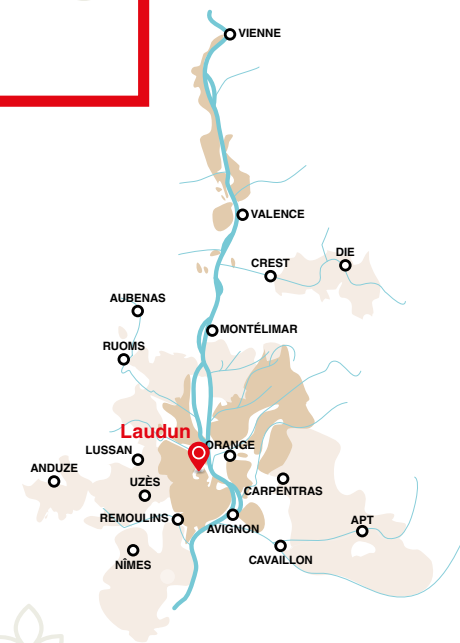 VIENNE
VALENCE
DIE
CREST
AUBENAS
MONTÉLIMAR
RUOMS
Laudun
ORANGE
LUSSAN
ANDUZE
UZÈS
CARPENTRAS
REMOULINS
AVIGNON
APT
NÎMES
CAVAILLON